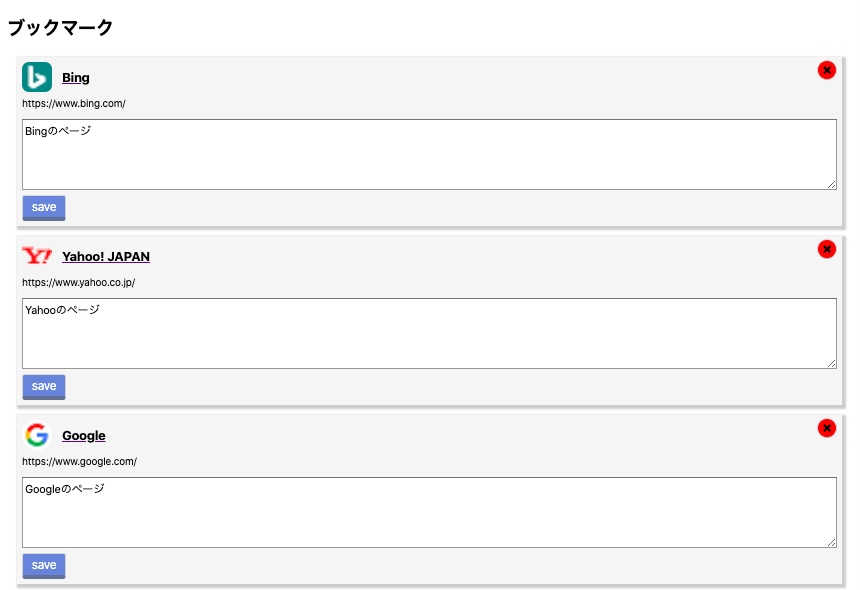 ブックマーク
Bing
https://www.bing.com/
Bingのページ
save
Y! Yahoo! JAPAN
https://www.yahoo.co.jp/
Yahooのページ
save
G Google
https://www.google.com/
Googleのページ
save